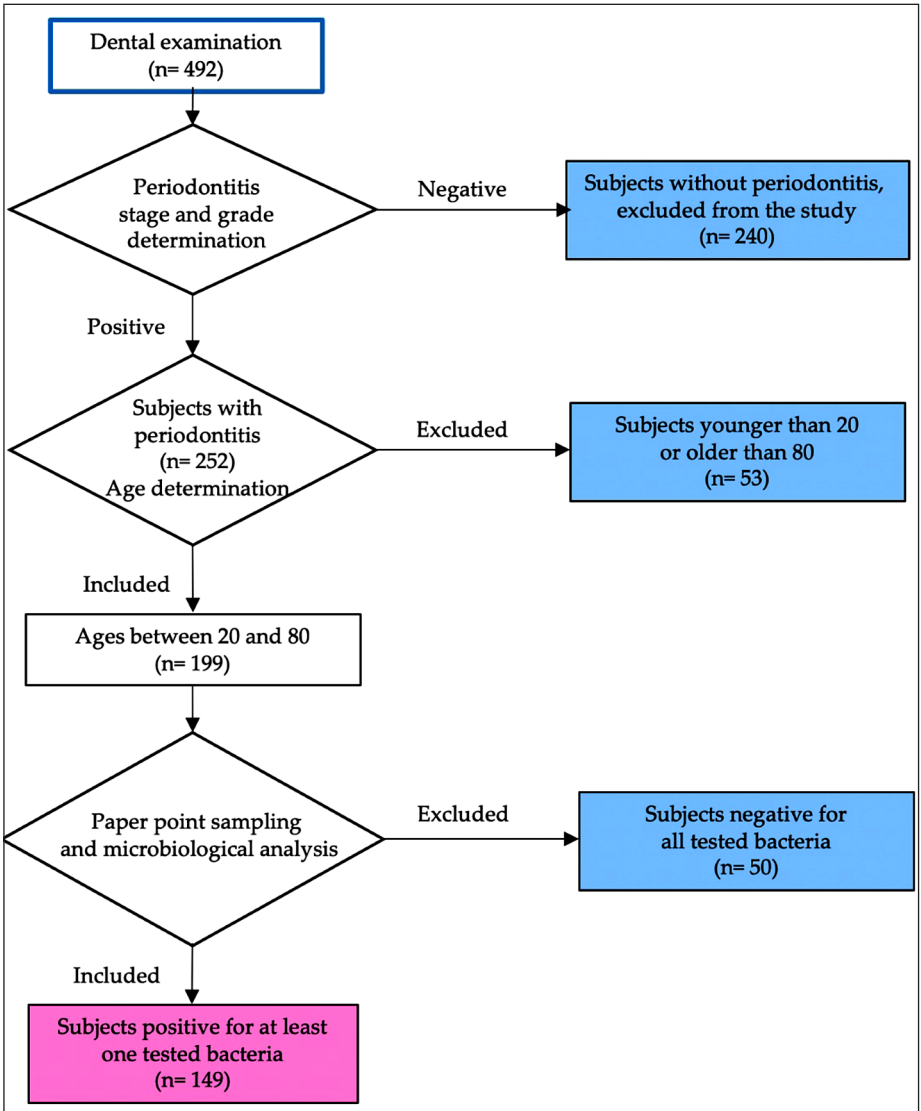 Dental examination
(n= 492)
Periodontitis
stage and grade
determination
Negative
Subjects without periodontitis,
excluded from the study
(n= 240)
Positive
Subjects with
periodontitis
(n= 252)
Age determination
Excluded
Subjects younger than 20
or older than 80
(n= 53)
Included
Ages between 20 and 80
(n= 199)
Paper point sampling
and microbiological analysis
Excluded
Subjects negative for
all tested bacteria
(n= 50)
Included
Subjects positive for at least
one tested bacteria
(n= 149)